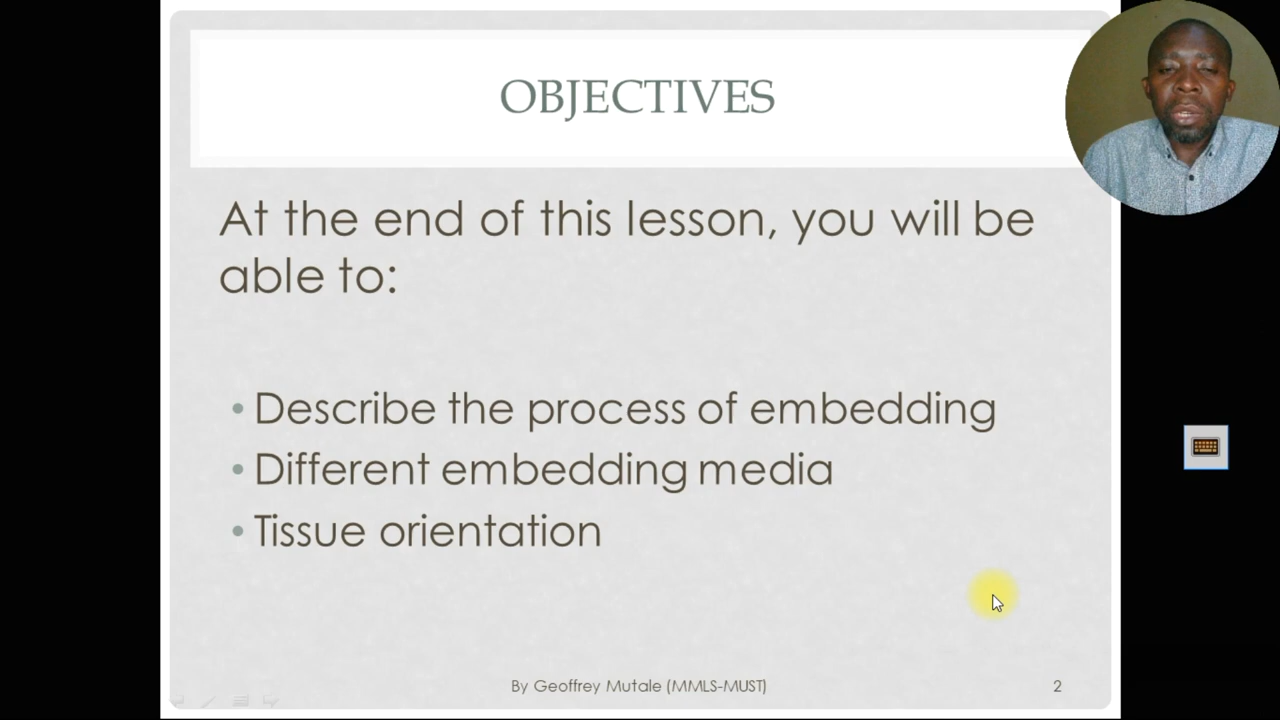 OBJECTIVES
At the end of this lesson, you will be
able to:
• Describe the process of embedding
• Different embedding media
• Tissue orientation
By Geoffrey Mutale (MMLS-MUST)
2